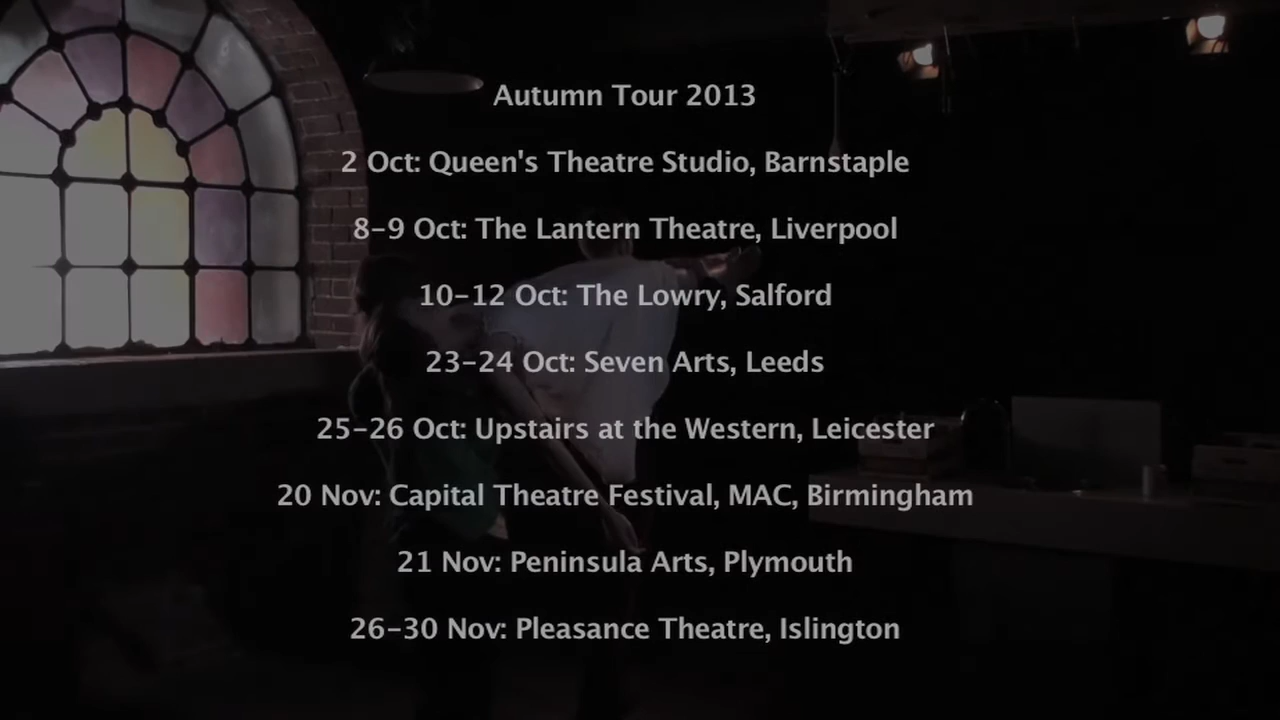 Autumn Tour 2013
2 Oct: Queen's Theatre Studio, Barnstaple
8-9 Oct: The Lantern Theatre, Liverpool
10-12 Oct: The Lowry, Salford
23-24 Oct: Seven Arts, Leeds
25-26 Oct: Upstairs at the Western, Leicester
20 Nov: Capital Theatre Festival, MAC, Birmingham
21 Nov: Peninsula Arts, Plymouth
26-30 Nov: Pleasance Theatre, Islington